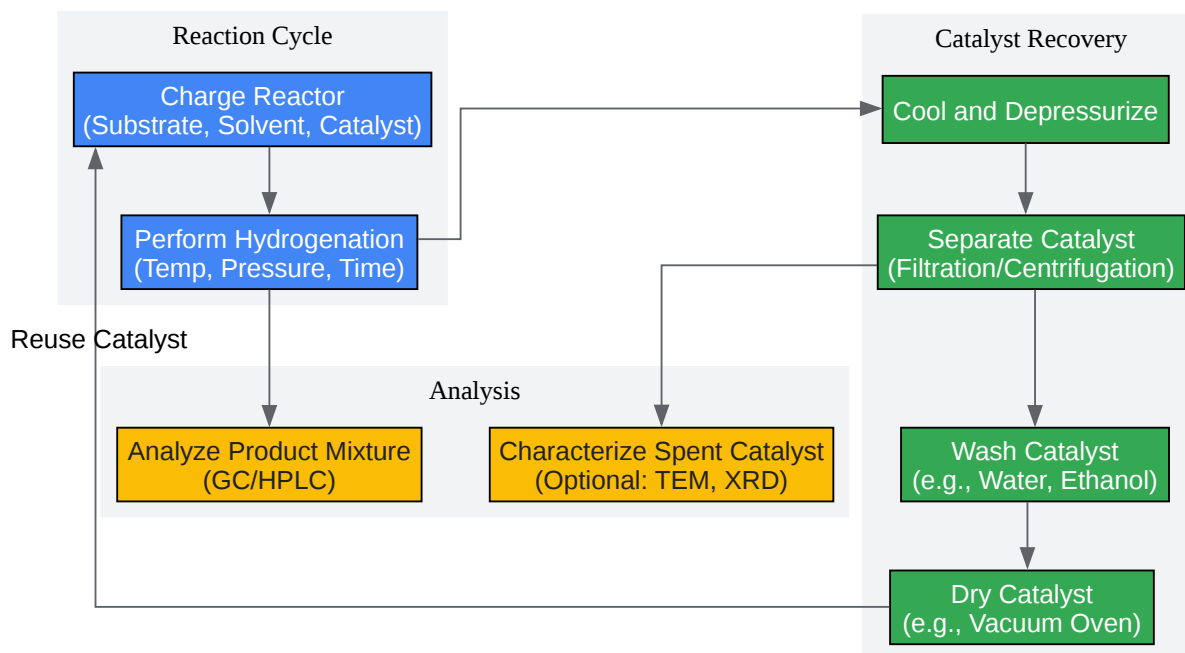 Reaction Cycle
Charge Reactor
(Substrate, Solvent, Catalyst)
Perform Hydrogenation
(Temp, Pressure, Time)
Reuse Catalyst
Analysis
Analyze Product Mixture
(GC/HPLC)
Characterize Spent Catalyst
(Optional: TEM, XRD)
Catalyst Recovery
Cool and Depressurize
Separate Catalyst
(Filtration/Centrifugation)
Wash Catalyst
(e.g., Water, Ethanol)
Dry Catalyst
(e.g., Vacuum Oven)